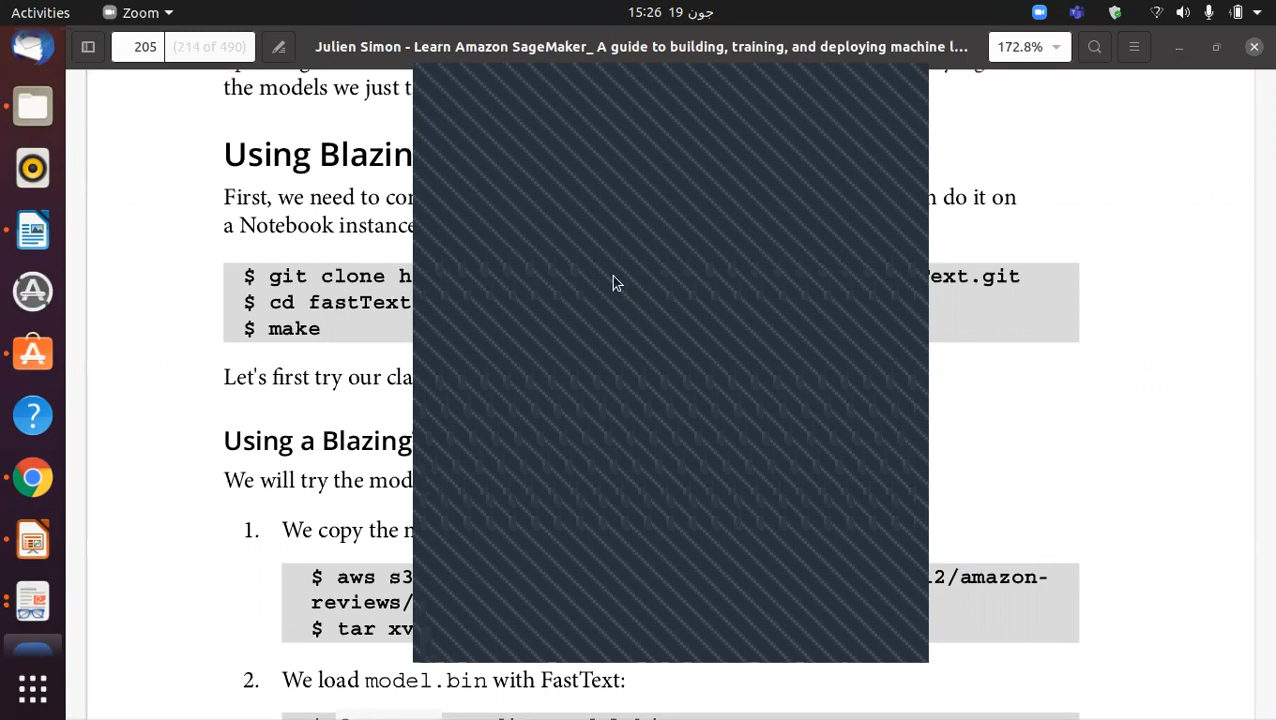 Activities Zoom 15:26 19 جون
205 (214 of 490) Julien Simon - Learn Amazon SageMaker_ A guide to building, training, and deploying machine l... 172.8%
the models we just t
Using Blazin
First, we need to co n do it on
a Notebook instance
$ git clone h Text.git
$ cd fastText
$ make
Let's first try our cla
Using a Blazing
We will try the mod
1. We copy the
$ aws s3 12/amazon-
reviews/
$ tar xv
2. We load model.bin with FastText: